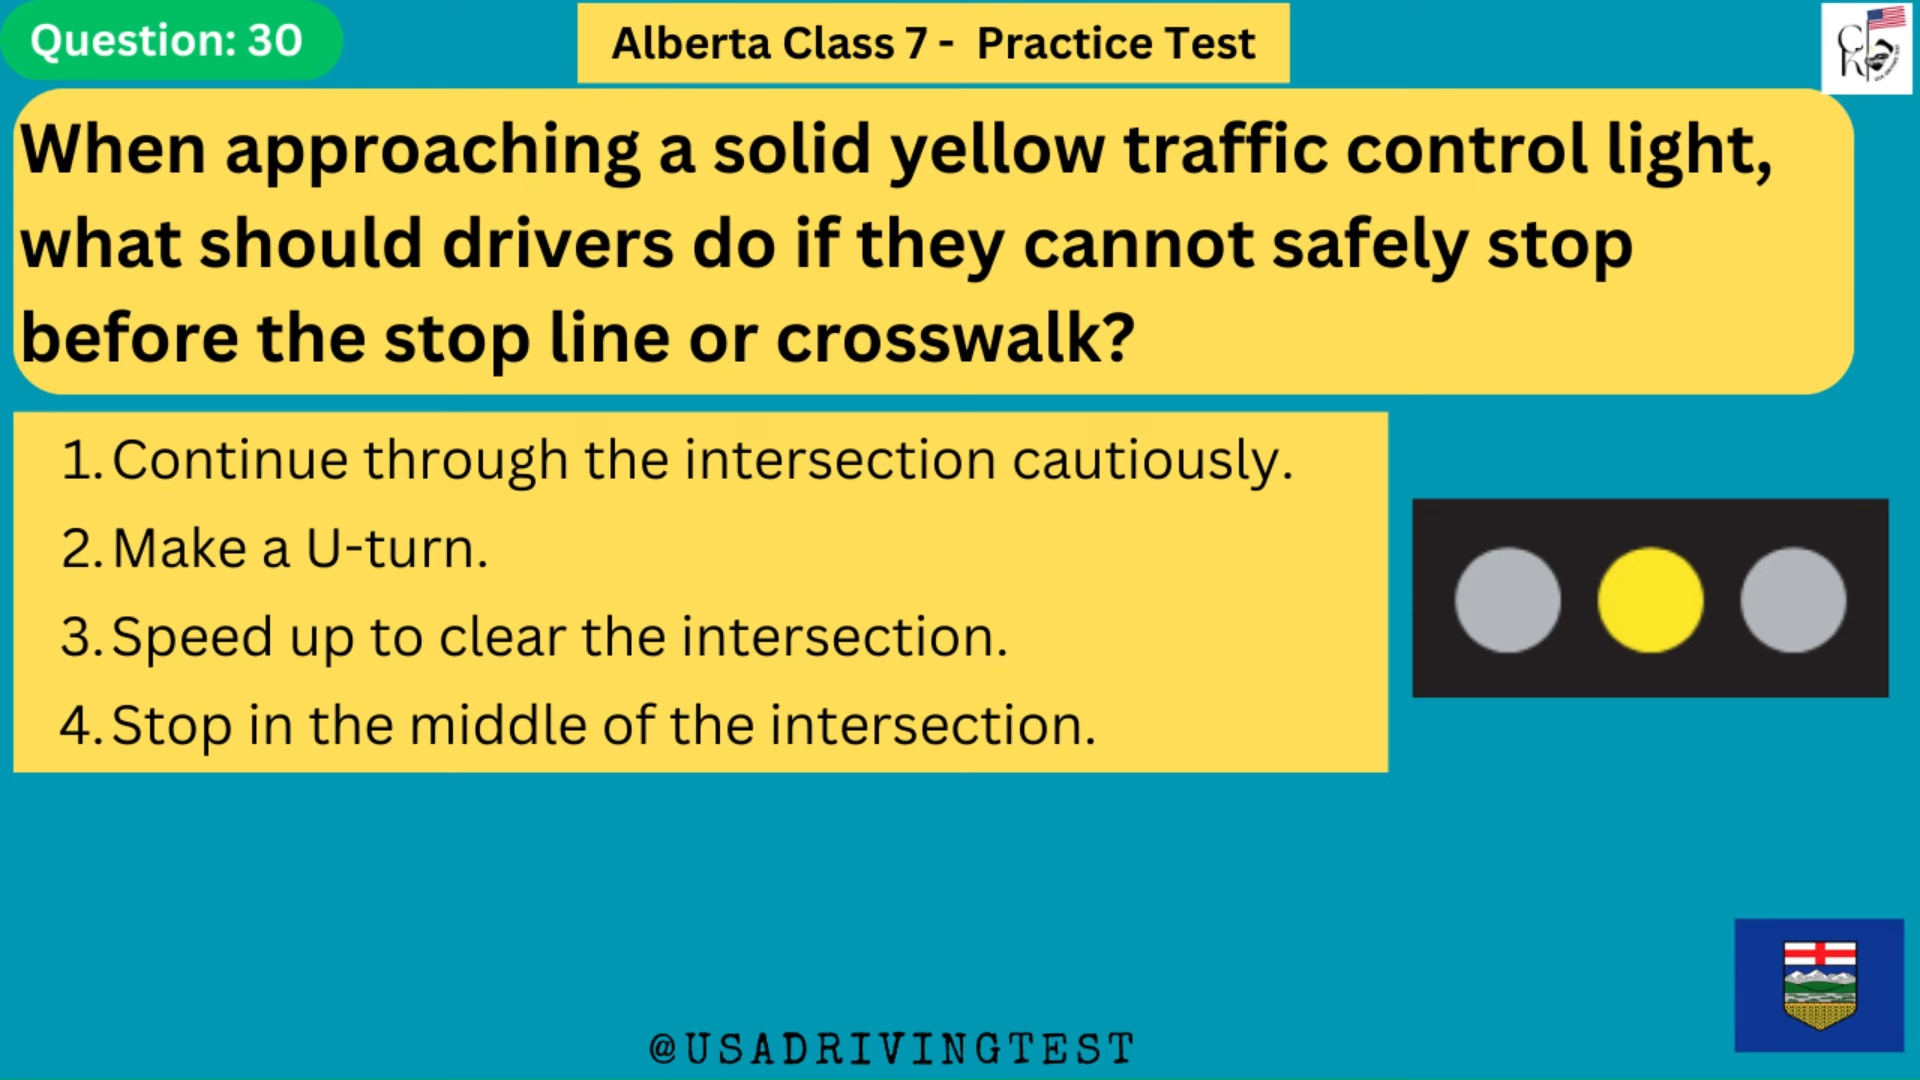 Question: 30
Alberta Class 7 - Practice Test
When approaching a solid yellow traffic control light,
what should drivers do if they cannot safely stop
before the stop line or crosswalk?
1. Continue through the intersection cautiously.
2. Make a U-turn.
3. Speed up to clear the intersection.
4. Stop in the middle of the intersection.
@USADRIVINGTEST